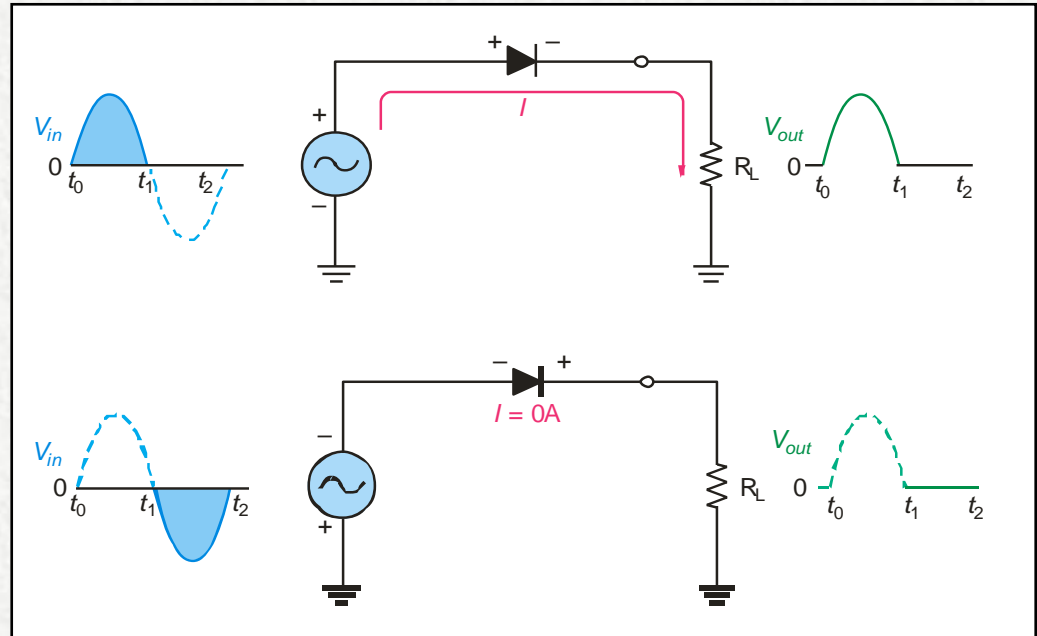 + −
I
+
−
V_in
0
t_0 t_1 t_2
R_L
V_out
0
t_0 t_1 t_2
− +
I = 0A
−
+
V_in
0
t_0 t_1 t_2
R_L
V_out
0
t_0 t_1 t_2